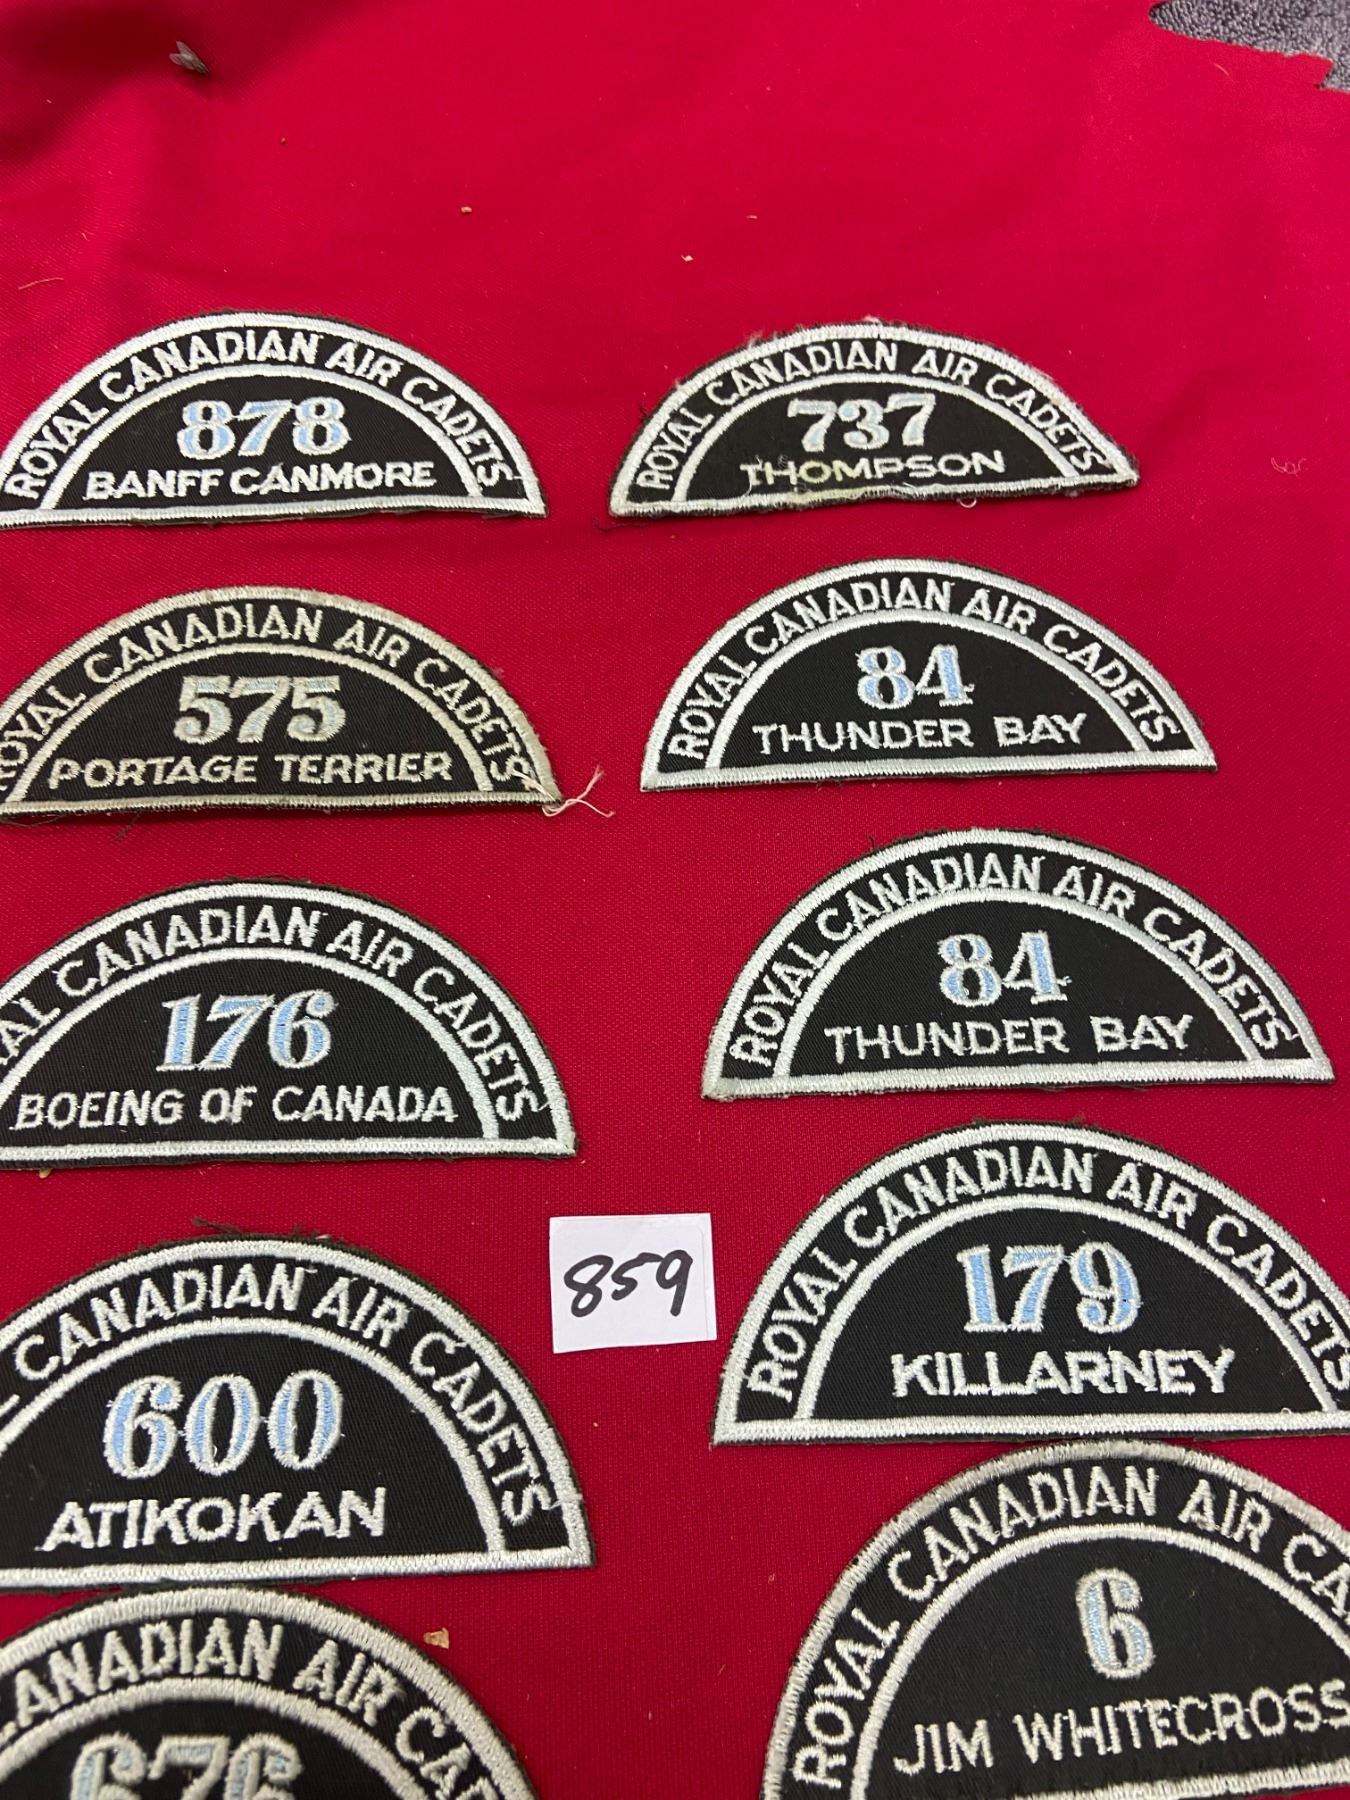 ROYAL CANADIAN AIR CADETS
878
BANFF CANMORE
ROYAL CANADIAN AIR CADETS
737
THOMPSON
ROYAL CANADIAN AIR CADETS
575
PORTAGE TERRIER
ROYAL CANADIAN AIR CADETS
84
THUNDER BAY
CANADIAN AIR CADETS
176
BOEING OF CANADA
ROYAL CANADIAN AIR CADETS
84
THUNDER BAY
859
CANADIAN AIR CADETS
600
ATIKOKAN
ROYAL CANADIAN AIR CADETS
179
KILLARNEY
CANADIAN AIR CA
676
ROYAL CANADIAN AIR CA
6
JIM WHITECROSS